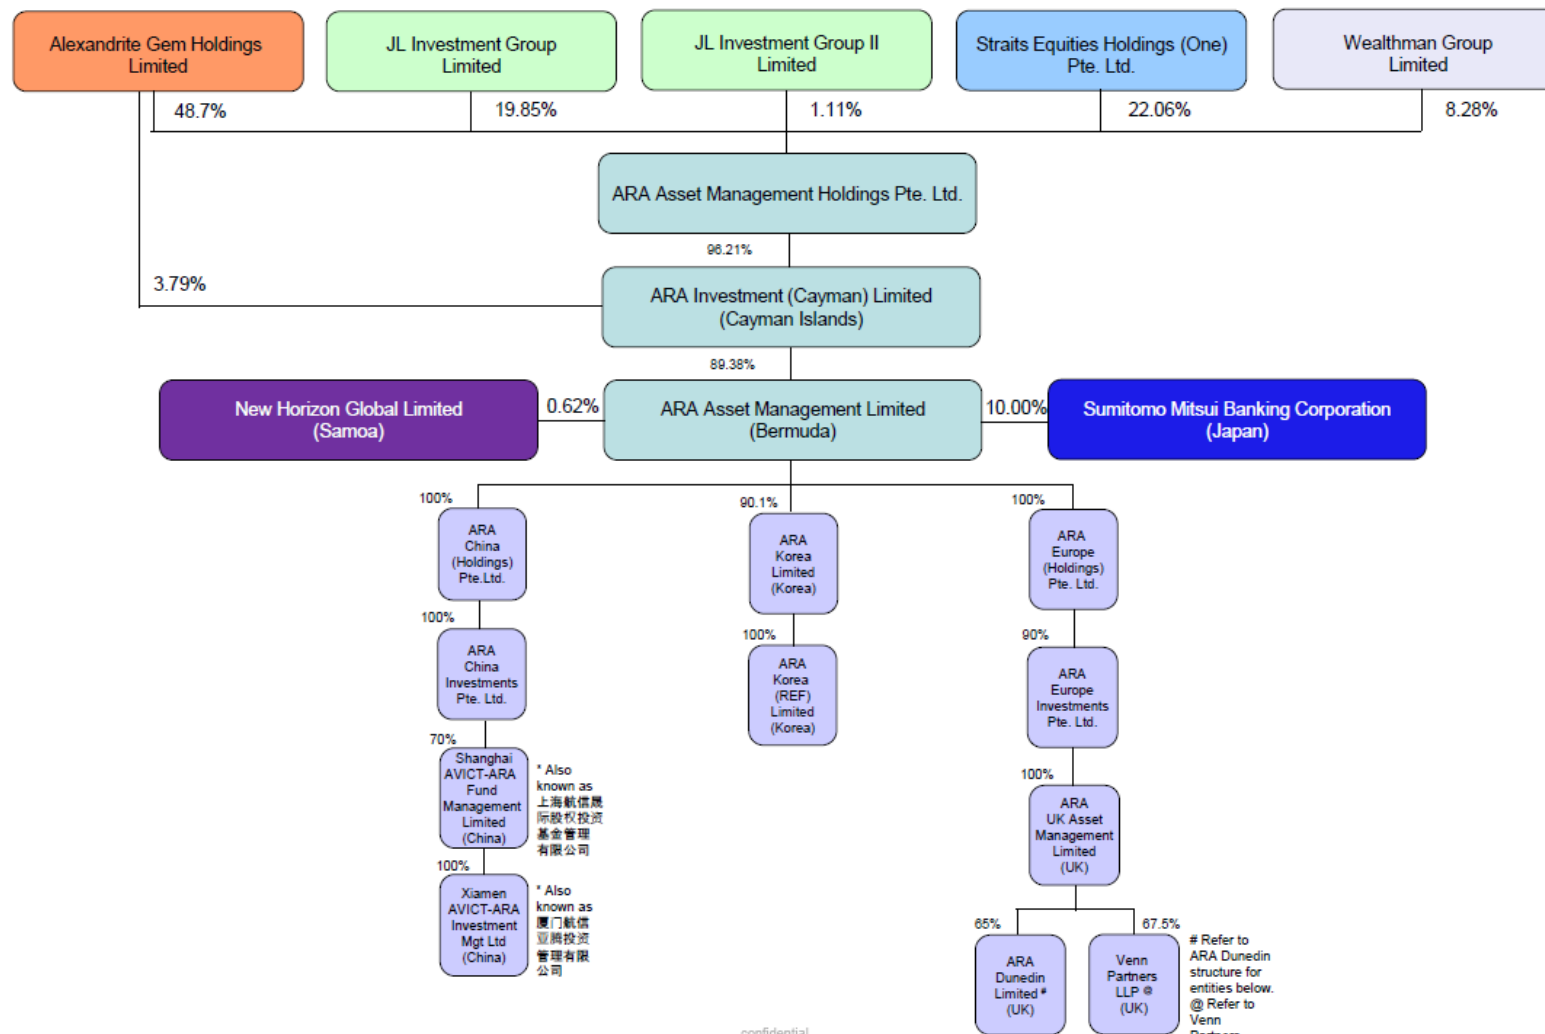 Alexandrite Gem Holdings
Limited
JL Investment Group
Limited
JL Investment Group II
Limited
Straits Equities Holdings (One)
Pte. Ltd.
Wealthman Group
Limited
48.7%
19.85%
1.11%
22.06%
8.28%
ARA Asset Management Holdings Pte. Ltd.
96.21%
3.79%
ARA Investment (Cayman) Limited
(Cayman Islands)
89.38%
New Horizon Global Limited
(Samoa)
0.62%
ARA Asset Management Limited
(Bermuda)
10.00%
Sumitomo Mitsui Banking Corporation
(Japan)
100%
ARA
China
(Holdings)
Pte.Ltd.
100%
ARA
China
Investments
Pte. Ltd.
70%
Shanghai
AVICT-ARA
Fund
Management
Limited
(China)
* Also
known as
上海航信晟
际股权投资
基金管理
有限公司
100%
Xiamen
AVICT-ARA
Investment
Mgt Ltd
(China)
* Also
known as
厦门航信
亚腾投资
管理有限
公司
90.1%
ARA
Korea
Limited
(Korea)
100%
ARA
Korea
(REF)
Limited
(Korea)
100%
ARA
Europe
(Holdings)
Pte. Ltd.
90%
ARA
Europe
Investments
Pte. Ltd.
100%
ARA
UK Asset
Management
Limited
(UK)
65%
ARA
Dunedin
Limited #
(UK)
67.5%
Venn
Partners
LLP @
(UK)
# Refer to
ARA Dunedin
structure for
entities below.
@ Refer to
Venn
Partners
confidential